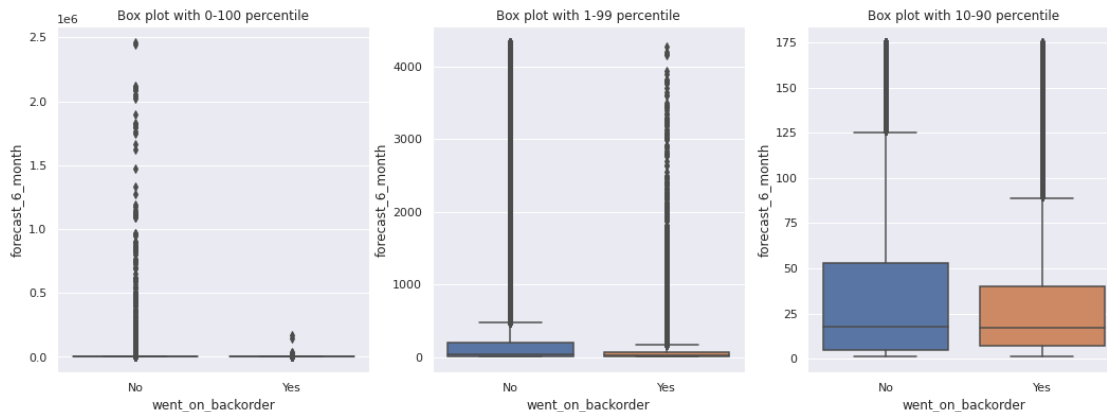 Box plot with 0-100 percentile
1e6
2.5
2.0
1.5
1.0
0.5
0.0
forecast_6_month
No
Yes
went_on_backorder
Box plot with 1-99 percentile
4000
3000
2000
1000
0
forecast_6_month
No
Yes
went_on_backorder
Box plot with 10-90 percentile
175
150
125
100
75
50
25
0
forecast_6_month
No
Yes
went_on_backorder